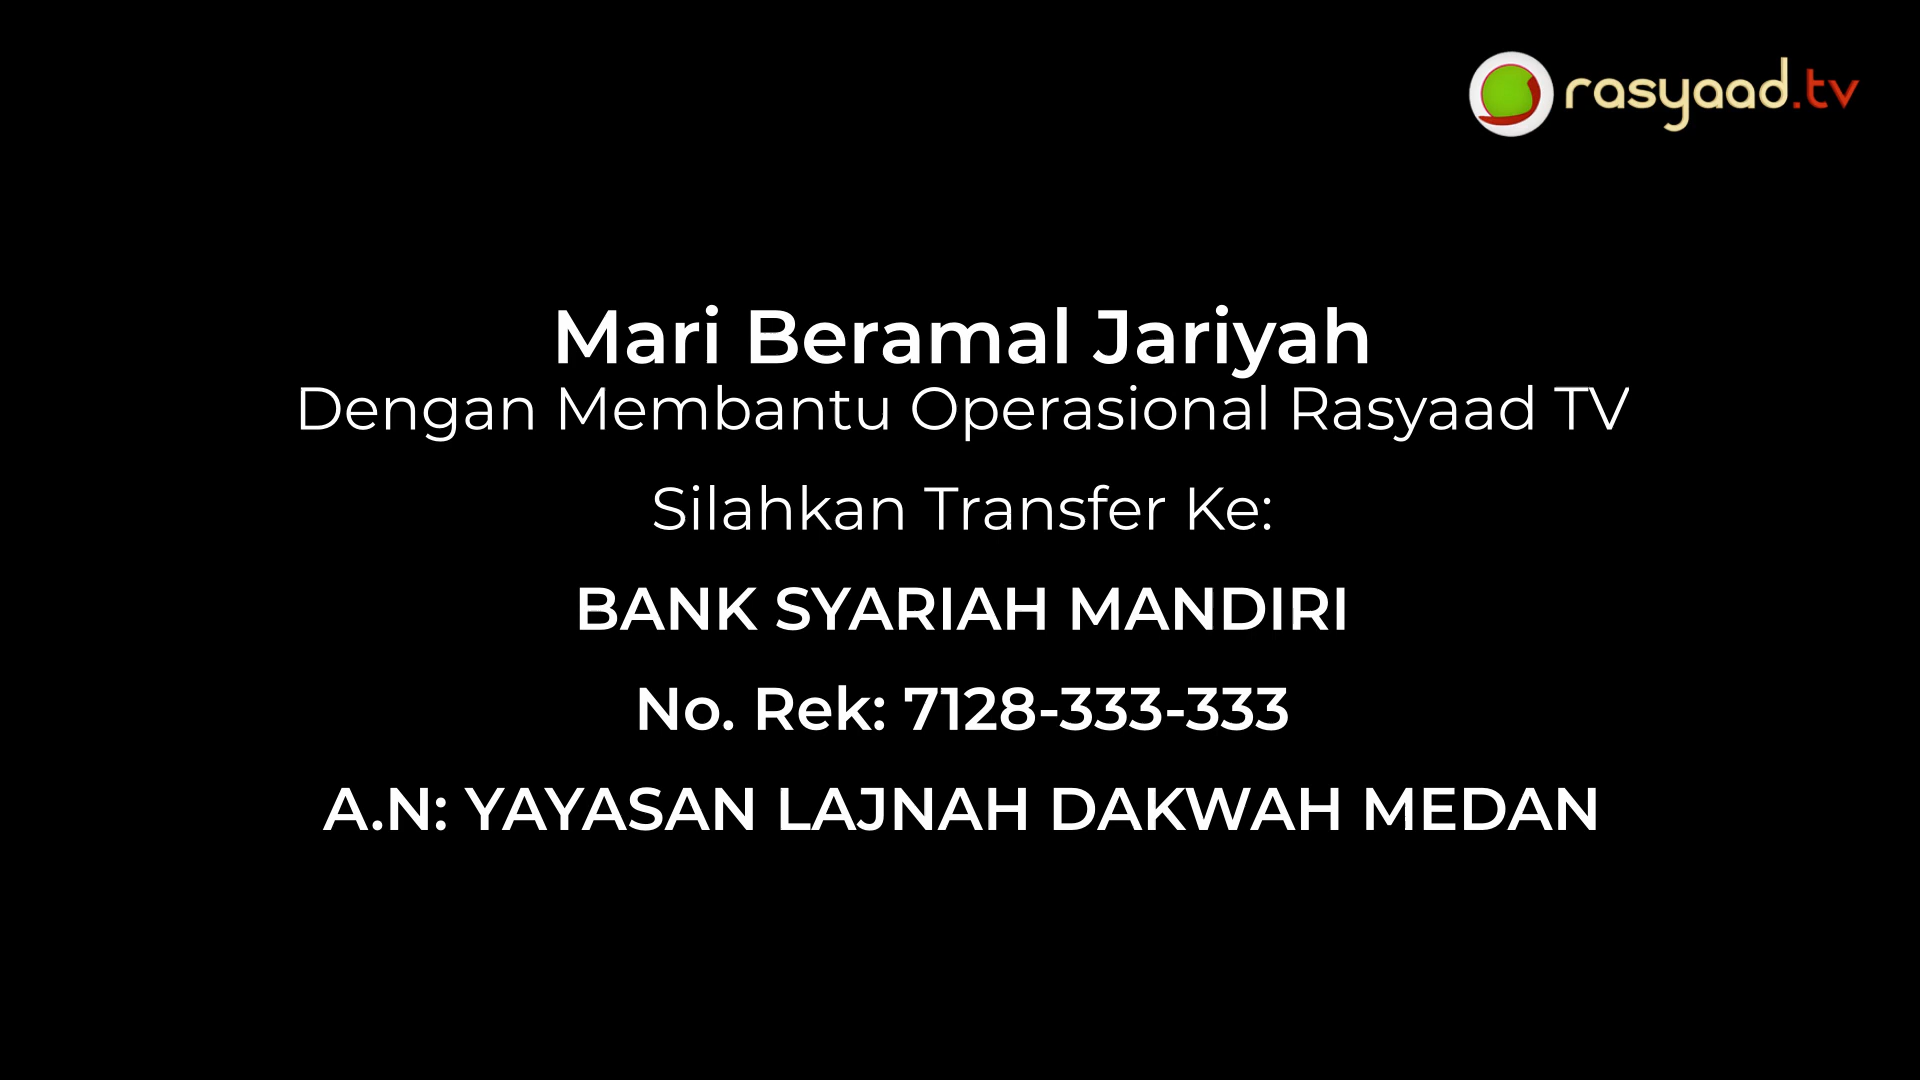 rasyaad.tv
Mari Beramal Jariyah
Dengan Membantu Operasional Rasyaad TV
Silahkan Transfer Ke:
BANK SYARIAH MANDIRI
No. Rek: 7128-333-333
A.N: YAYASAN LAJNAH DAKWAH MEDAN